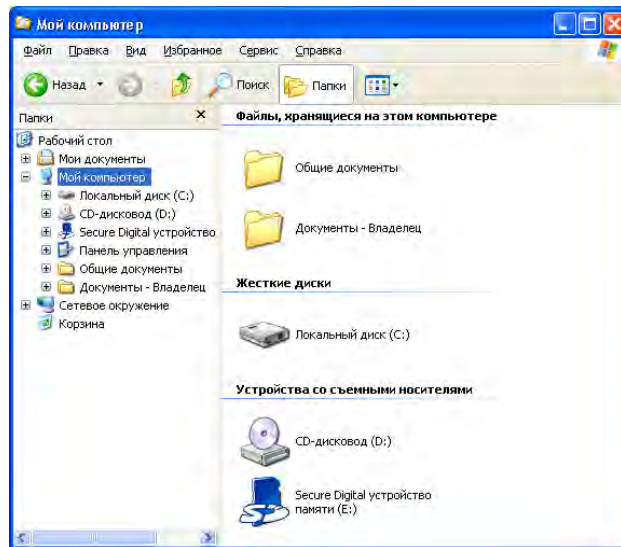 Мой компьютер
Файл Правка Вид Избранное Сервис Справка
Назад Поиск Папки
Папки
Рабочий стол
Мои документы
Мой компьютер
Локальный диск (C:)
CD-дисковод (D:)
Secure Digital устройство
Панель управления
Общие документы
Документы - Владелец
Сетевое окружение
Корзина
Файлы, хранящиеся на этом компьютере
Общие документы
Документы - Владелец
Жесткие диски
Локальный диск (C:)
Устройства со съемными носителями
CD-дисковод (D:)
Secure Digital устройство
памяти (E:)